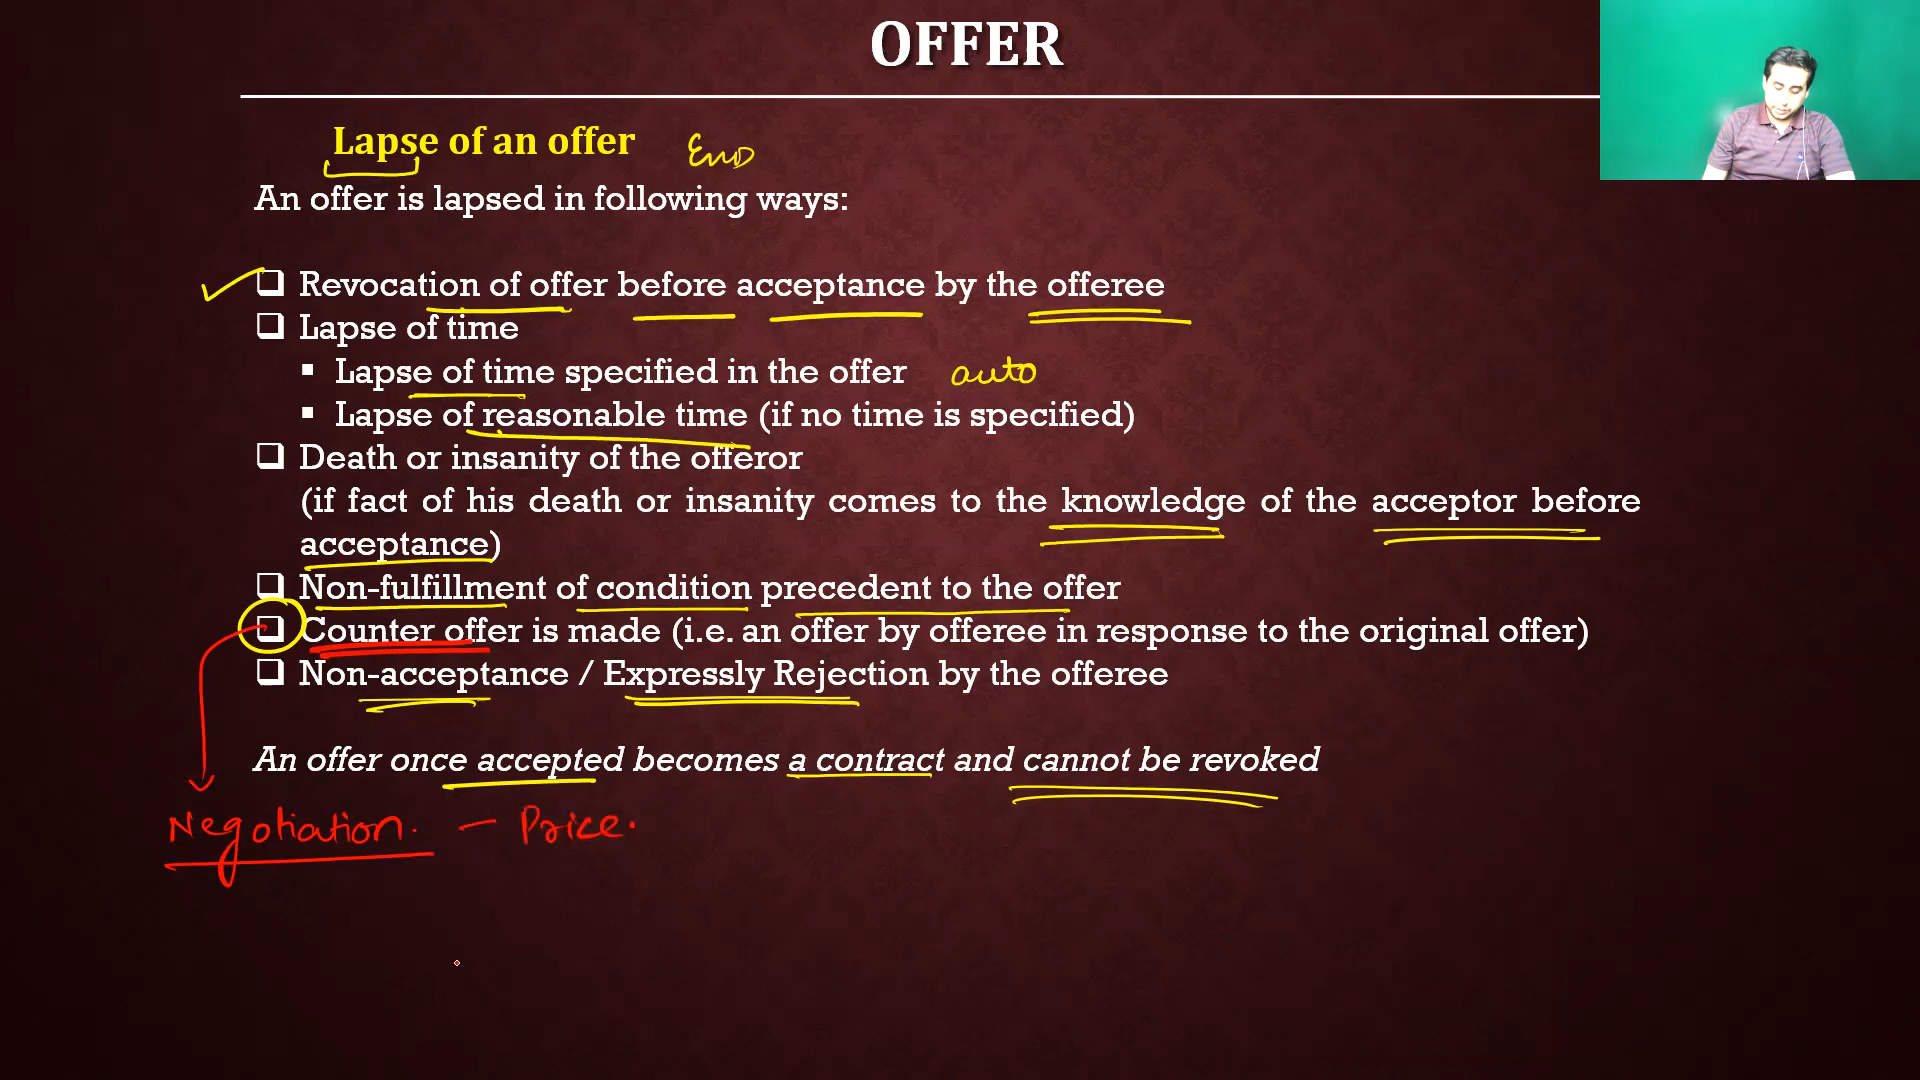 OFFER
Lapse of an offer END
An offer is lapsed in following ways:
Revocation of offer before acceptance by the offeree
Lapse of time
Lapse of time specified in the offer auto
Lapse of reasonable time (if no time is specified)
Death or insanity of the offeror
(if fact of his death or insanity comes to the knowledge of the acceptor before
acceptance)
Non-fulfillment of condition precedent to the offer
Counter offer is made (i.e. an offer by offeree in response to the original offer)
Non-acceptance / Expressly Rejection by the offeree
An offer once accepted becomes a contract and cannot be revoked
Negotiation. — Price.